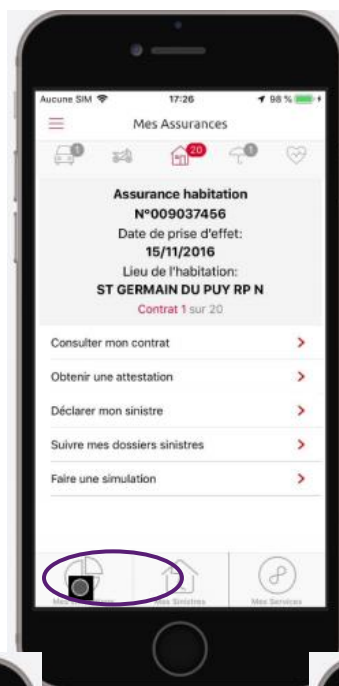 Aucune SIM 17:26 98 %
Mes Assurances
1 20 1
Assurance habitation
N°009037456
Date de prise d'effet:
15/11/2016
Lieu de l'habitation:
ST GERMAIN DU PUY RP N
Contrat 1 sur 20
Consulter mon contrat
Obtenir une attestation
Déclarer mon sinistre
Suivre mes dossiers sinistres
Faire une simulation
Mes Sinistres Mes Services